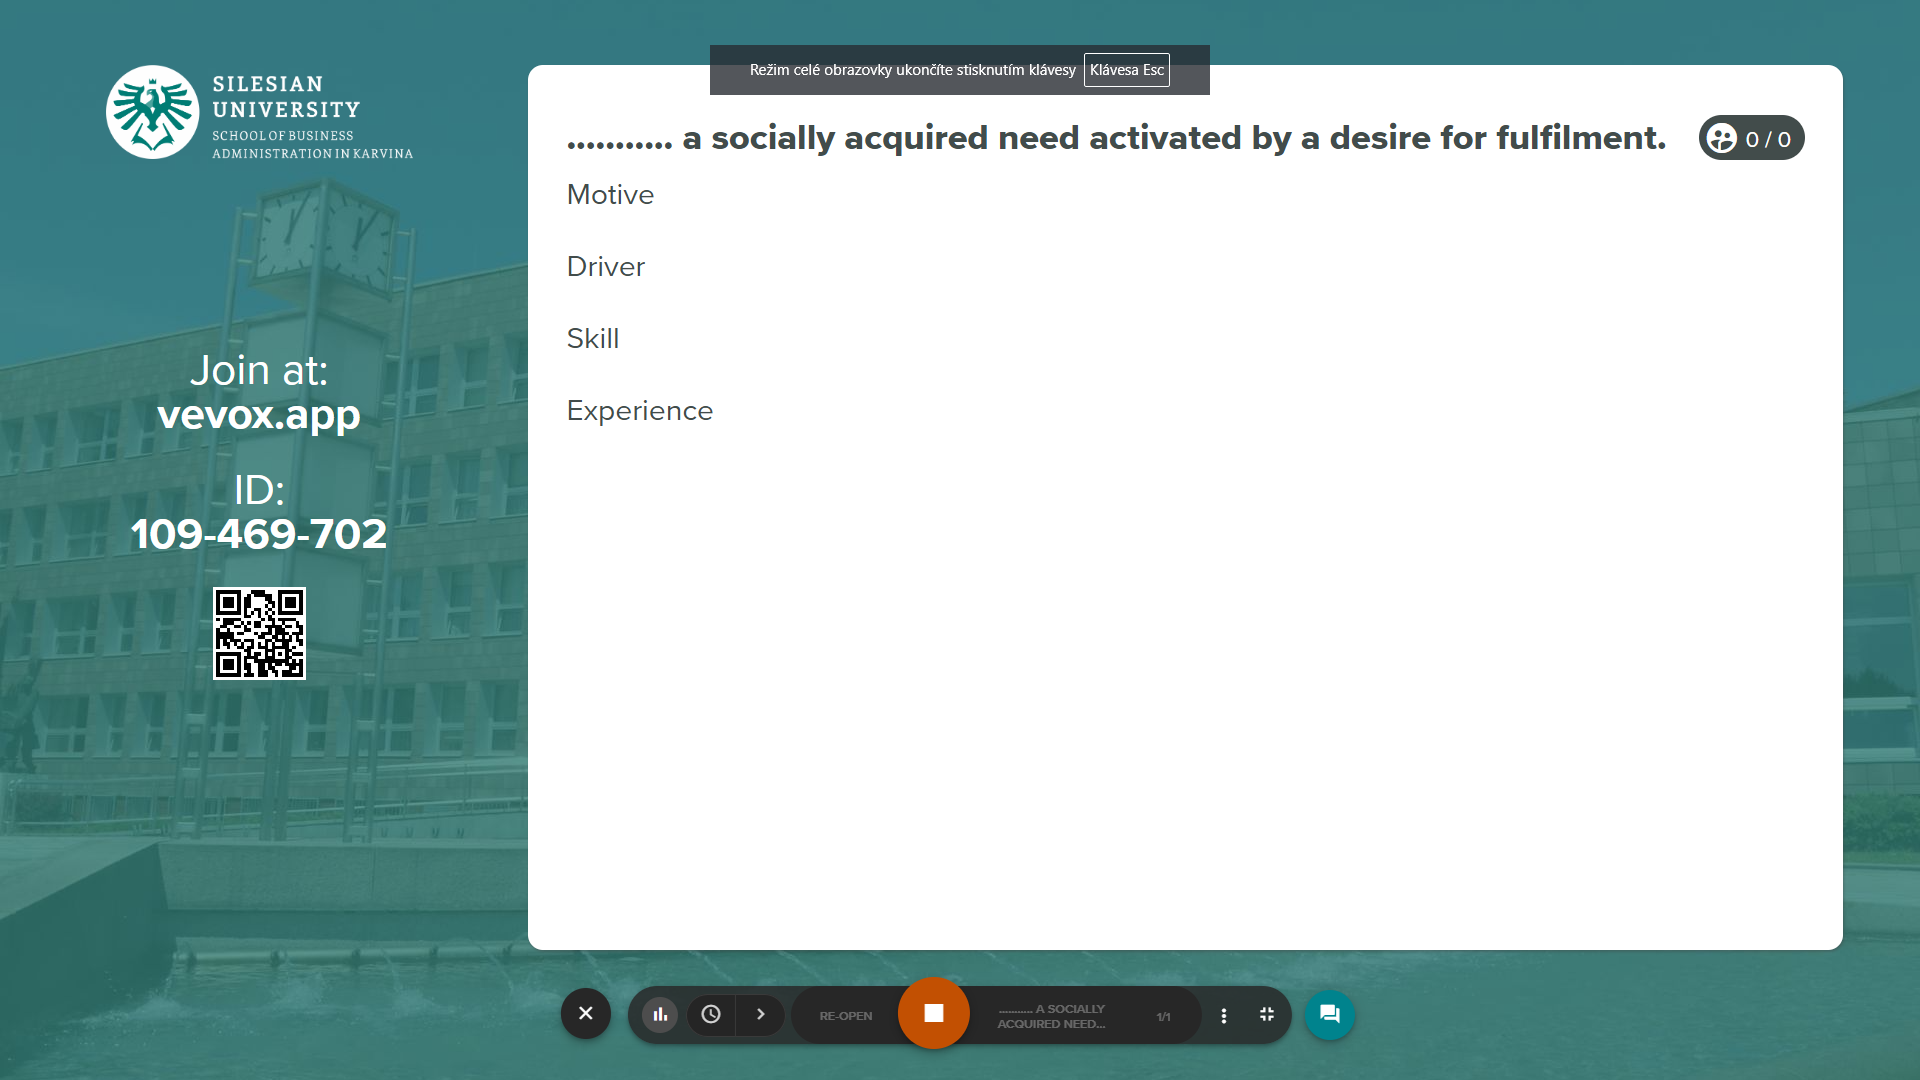 SILESIAN
UNIVERSITY
SCHOOL OF BUSINESS
ADMINISTRATION IN KARVINA
Join at:
vevox.app
ID:
109-469-702
Režim celé obrazovky ukončíte stisknutím klávesy Klávesa Esc
........... a socially acquired need activated by a desire for fulfilment.
0 / 0
Motive
Driver
Skill
Experience
RE-OPEN
........... A SOCIALLY
ACQUIRED NEED...
1/1